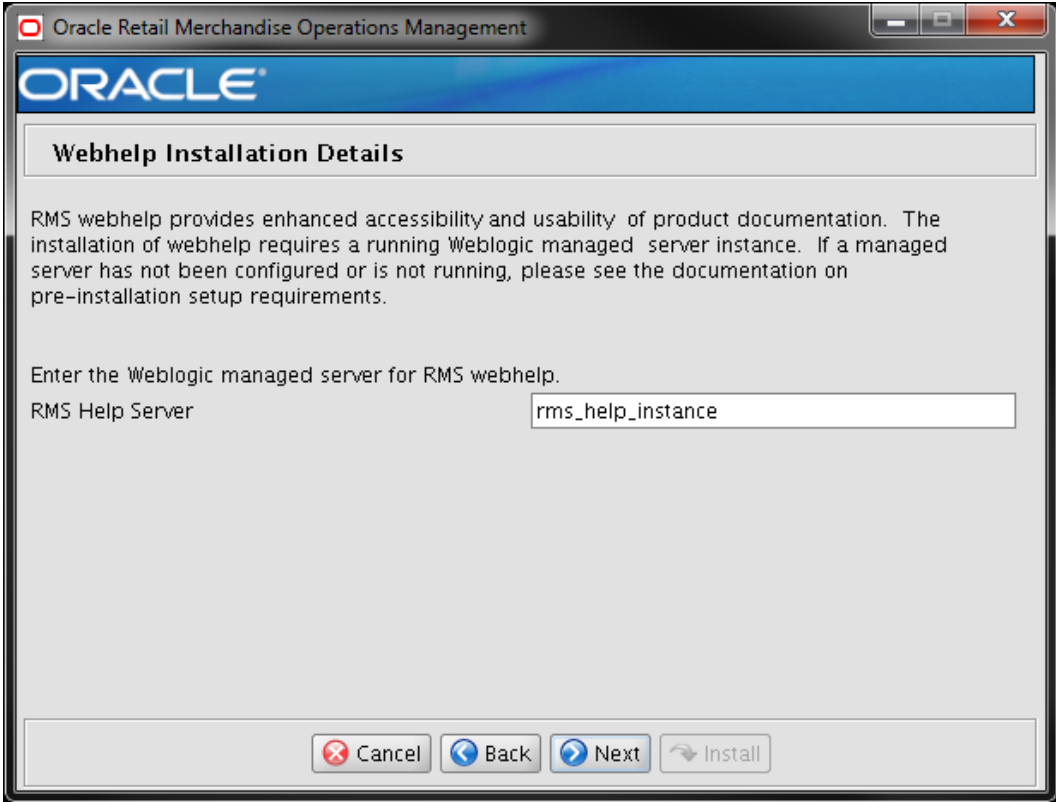 Oracle Retail Merchandise Operations Management
ORACLE
Webhelp Installation Details
RMS webhelp provides enhanced accessibility and usability of product documentation. The
installation of webhelp requires a running Weblogic managed server instance. If a managed
server has not been configured or is not running, please see the documentation on
pre-installation setup requirements.
Enter the Weblogic managed server for RMS webhelp.
RMS Help Server rms_help_instance
Cancel Back Next Install